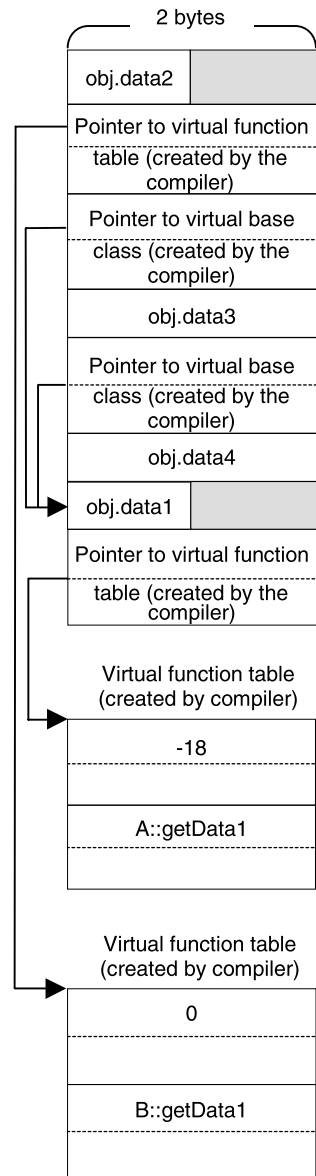 2 bytes
obj.data2
Pointer to virtual function
table (created by the
compiler)
Pointer to virtual base
class (created by the
compiler)
obj.data3
Pointer to virtual base
class (created by the
compiler)
obj.data4
obj.data1
Pointer to virtual function
table (created by the
compiler)
Virtual function table
(created by compiler)
-18
A::getData1
Virtual function table
(created by compiler)
0
B::getData1